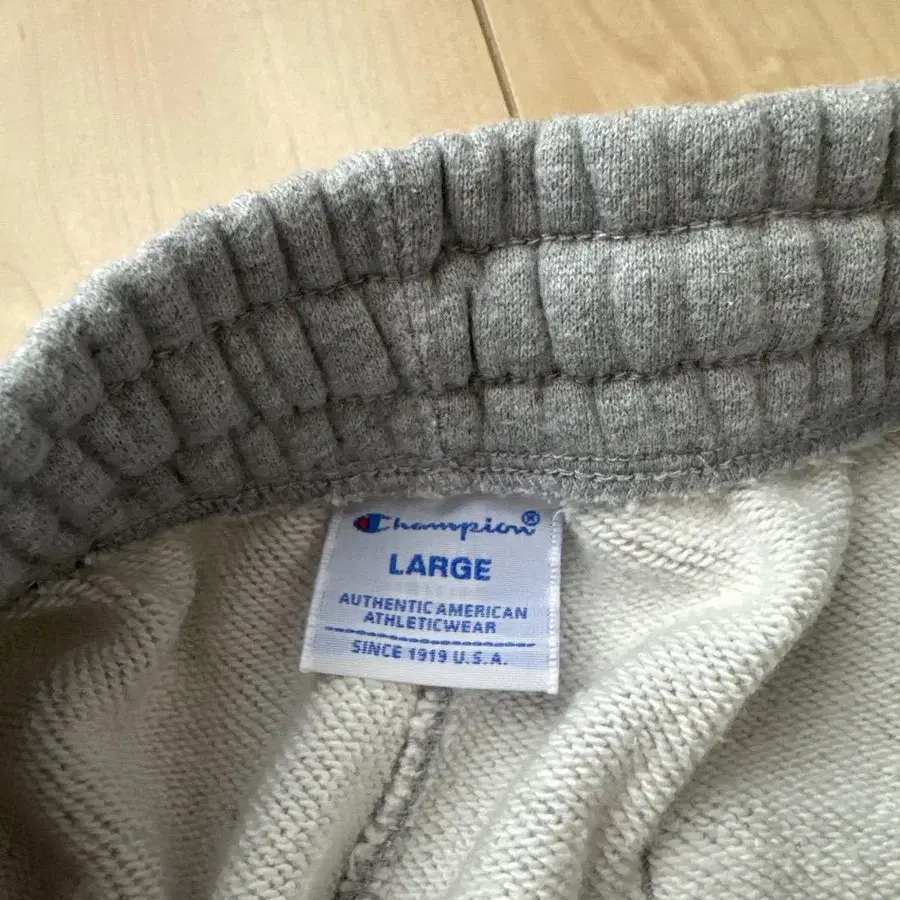 Champion®
LARGE
AUTHENTIC AMERICAN
ATHLETICWEAR
SINCE 1919 U.S.A.